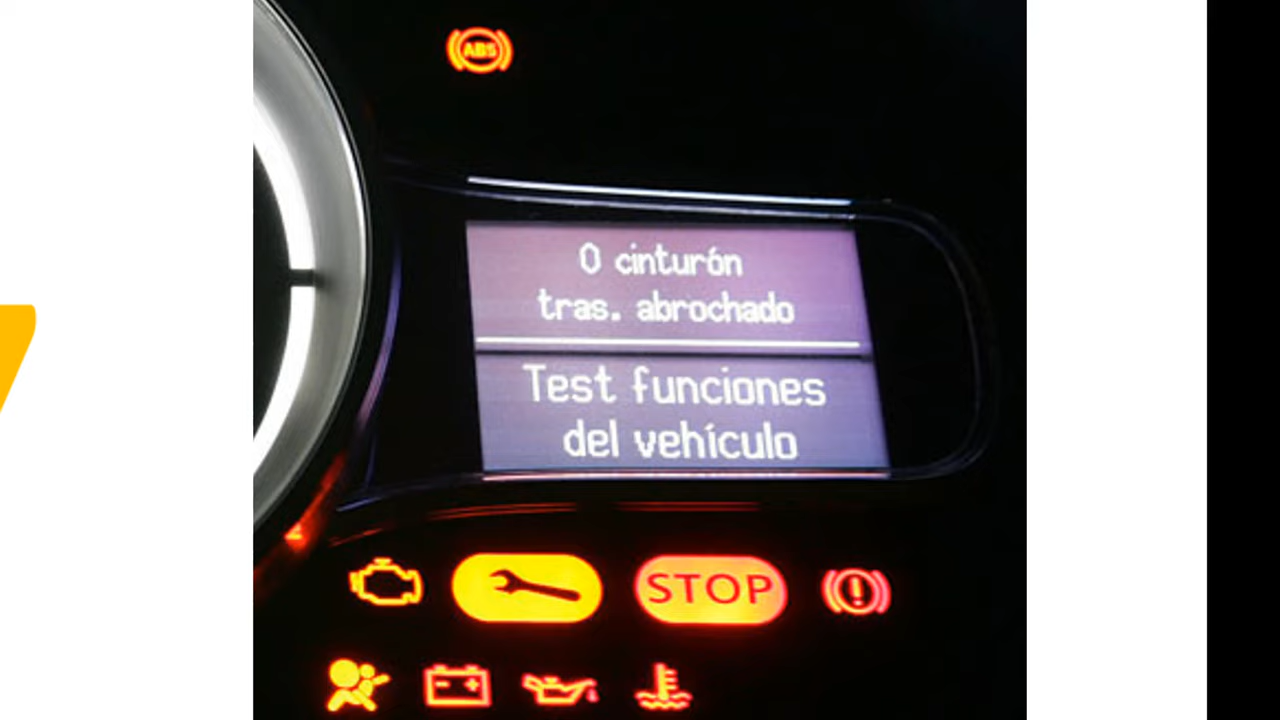 ABS
0 cinturón
tras. abrochado
Test funciones
del vehículo
STOP